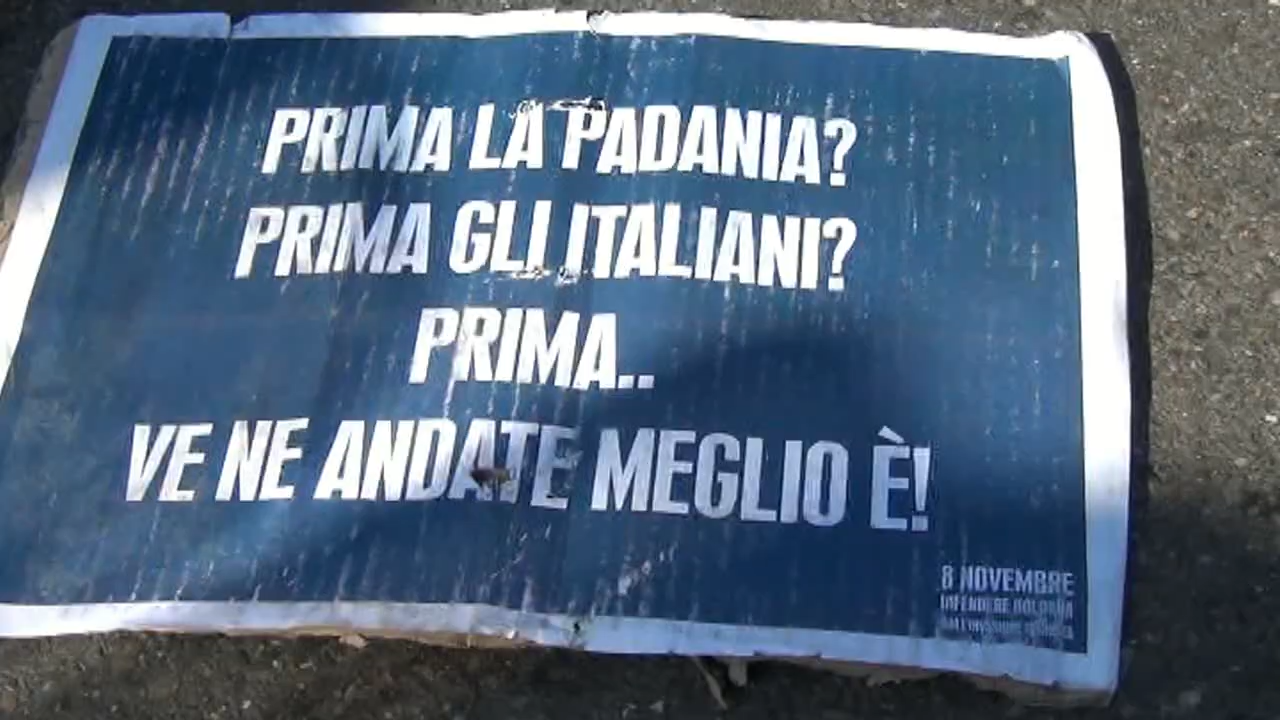 PRIMA LA PADANIA?
PRIMA GLI ITALIANI?
PRIMA..
VE NE ANDATE MEGLIO È!
8 NOVEMBRE
DIFENDERE BOLOGNA